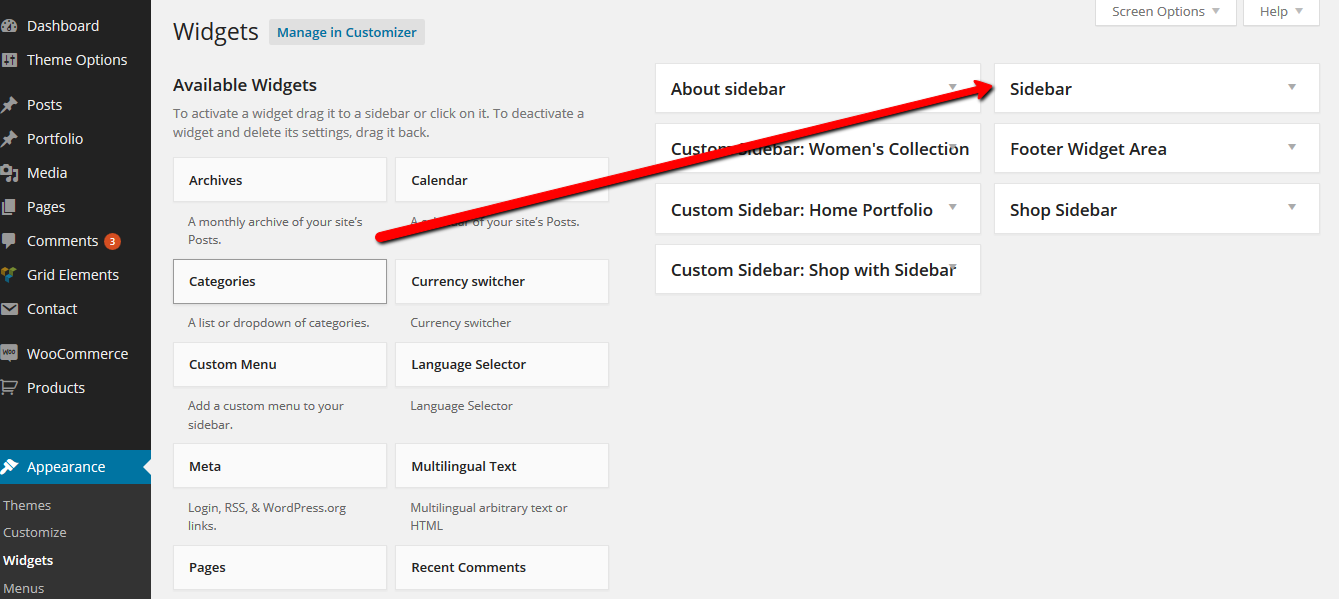 Dashboard
Theme Options
Posts
Portfolio
Media
Pages
Comments 3
Grid Elements
Contact
WOO WooCommerce
Products
Appearance
Themes
Customize
Widgets
Menus
Screen Options
Help
Widgets
Manage in Customizer
Available Widgets
To activate a widget drag it to a sidebar or click on it. To deactivate a
widget and delete its settings, drag it back.
Archives
A monthly archive of your site's
Posts.
Calendar
A calendar of your site's Posts.
Categories
A list or dropdown of categories.
Currency switcher
Currency switcher
Custom Menu
Add a custom menu to your
sidebar.
Language Selector
Language Selector
Meta
Login, RSS, & WordPress.org
links.
Multilingual Text
Multilingual arbitrary text or
HTML
Pages
Recent Comments
About sidebar
Custom Sidebar: Women's Collection
Custom Sidebar: Home Portfolio
Custom Sidebar: Shop with Sidebar
Sidebar
Footer Widget Area
Shop Sidebar